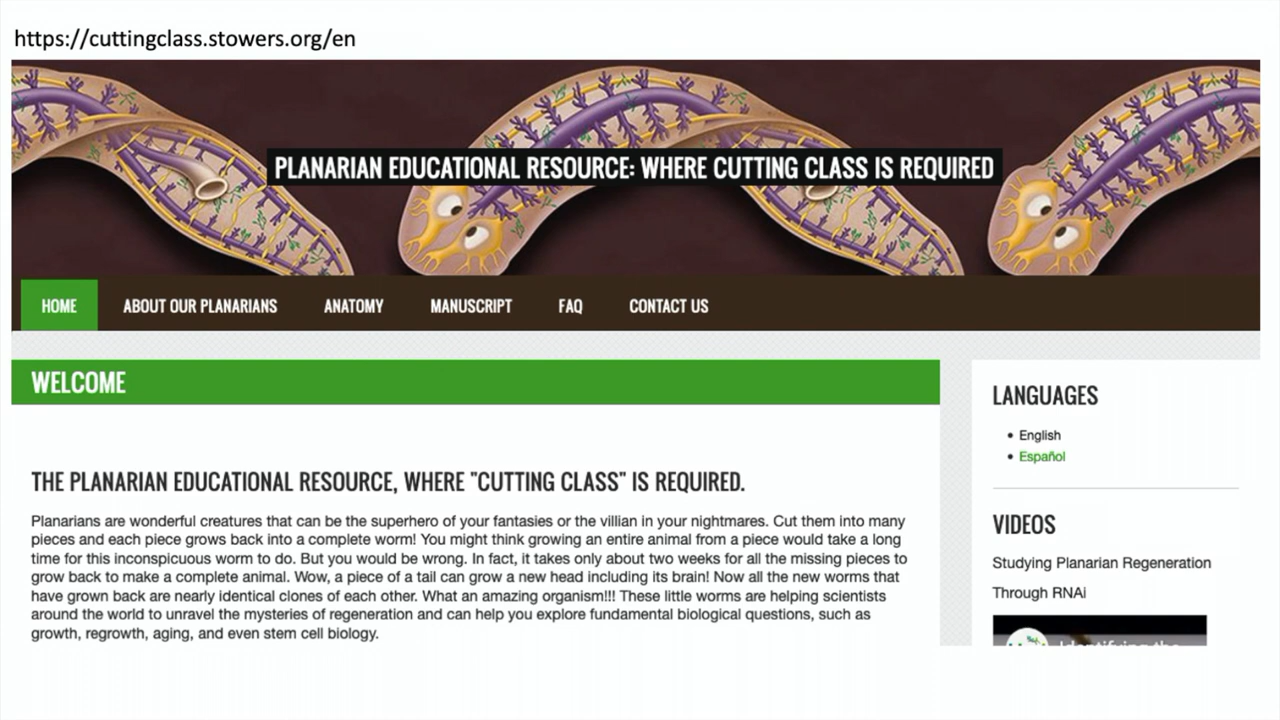 https://cuttingclass.stowers.org/en
PLANARIAN EDUCATIONAL RESOURCE: WHERE CUTTING CLASS IS REQUIRED
HOME ABOUT OUR PLANARIANS ANATOMY MANUSCRIPT FAQ CONTACT US
WELCOME
THE PLANARIAN EDUCATIONAL RESOURCE, WHERE "CUTTING CLASS" IS REQUIRED.
Planarians are wonderful creatures that can be the superhero of your fantasies or the villian in your nightmares. Cut them into many
pieces and each piece grows back into a complete worm! You might think growing an entire animal from a piece would take a long
time for this inconspicuous worm to do. But you would be wrong. In fact, it takes only about two weeks for all the missing pieces to
grow back to make a complete animal. Wow, a piece of a tail can grow a new head including its brain! Now all the new worms that
have grown back are nearly identical clones of each other. What an amazing organism!!! These little worms are helping scientists
around the world to unravel the mysteries of regeneration and can help you explore fundamental biological questions, such as
growth, regrowth, aging, and even stem cell biology.
LANGUAGES
• English
• Español
VIDEOS
Studying Planarian Regeneration
Through RNAi
Identifying the